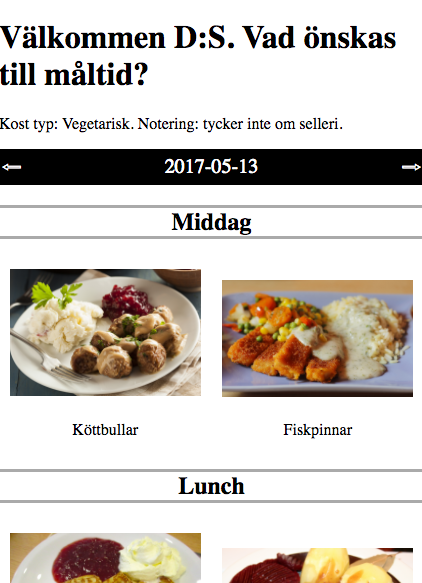 Välkommen D:S. Vad önskas
till måltid?
Kost typ: Vegetarisk. Notering: tycker inte om selleri.
2017-05-13
Middag
Köttbullar
Fiskpinnar
Lunch